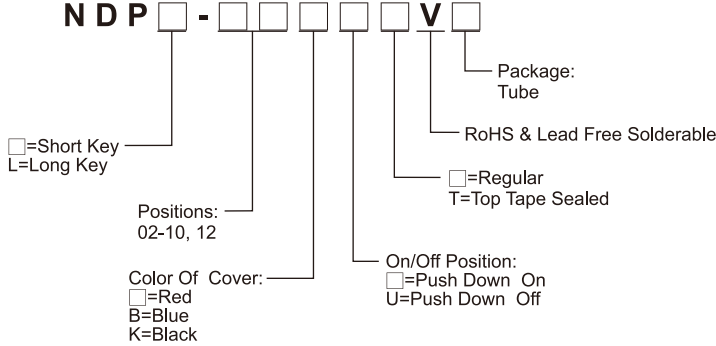 NDP□-□□□□□V□
Package:
Tube
RoHS & Lead Free Solderable
□=Short Key
L=Long Key
□=Regular
T=Top Tape Sealed
Positions:
02-10, 12
On/Off Position:
□=Push Down On
U=Push Down Off
Color Of Cover:
□=Red
B=Blue
K=Black